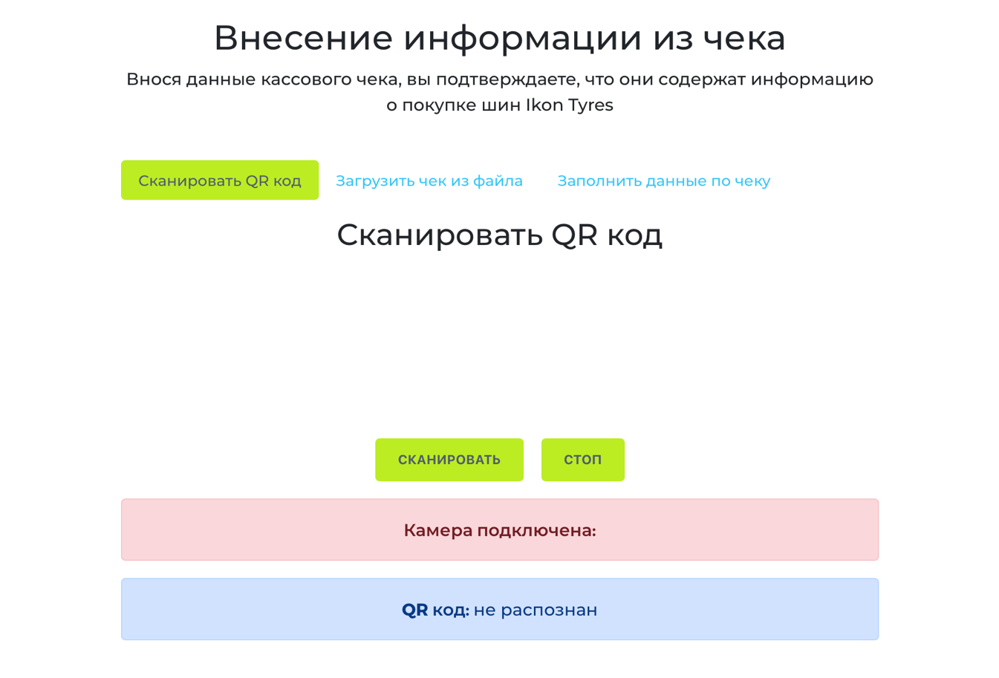 Внесение информации из чека
Внося данные кассового чека, вы подтверждаете, что они содержат информацию
о покупке шин Ikon Tyres
Сканировать QR код
Загрузить чек из файла
Заполнить данные по чеку
Сканировать QR код
СКАНИРОВАТЬ
СТОП
Камера подключена:
QR код: не распознан